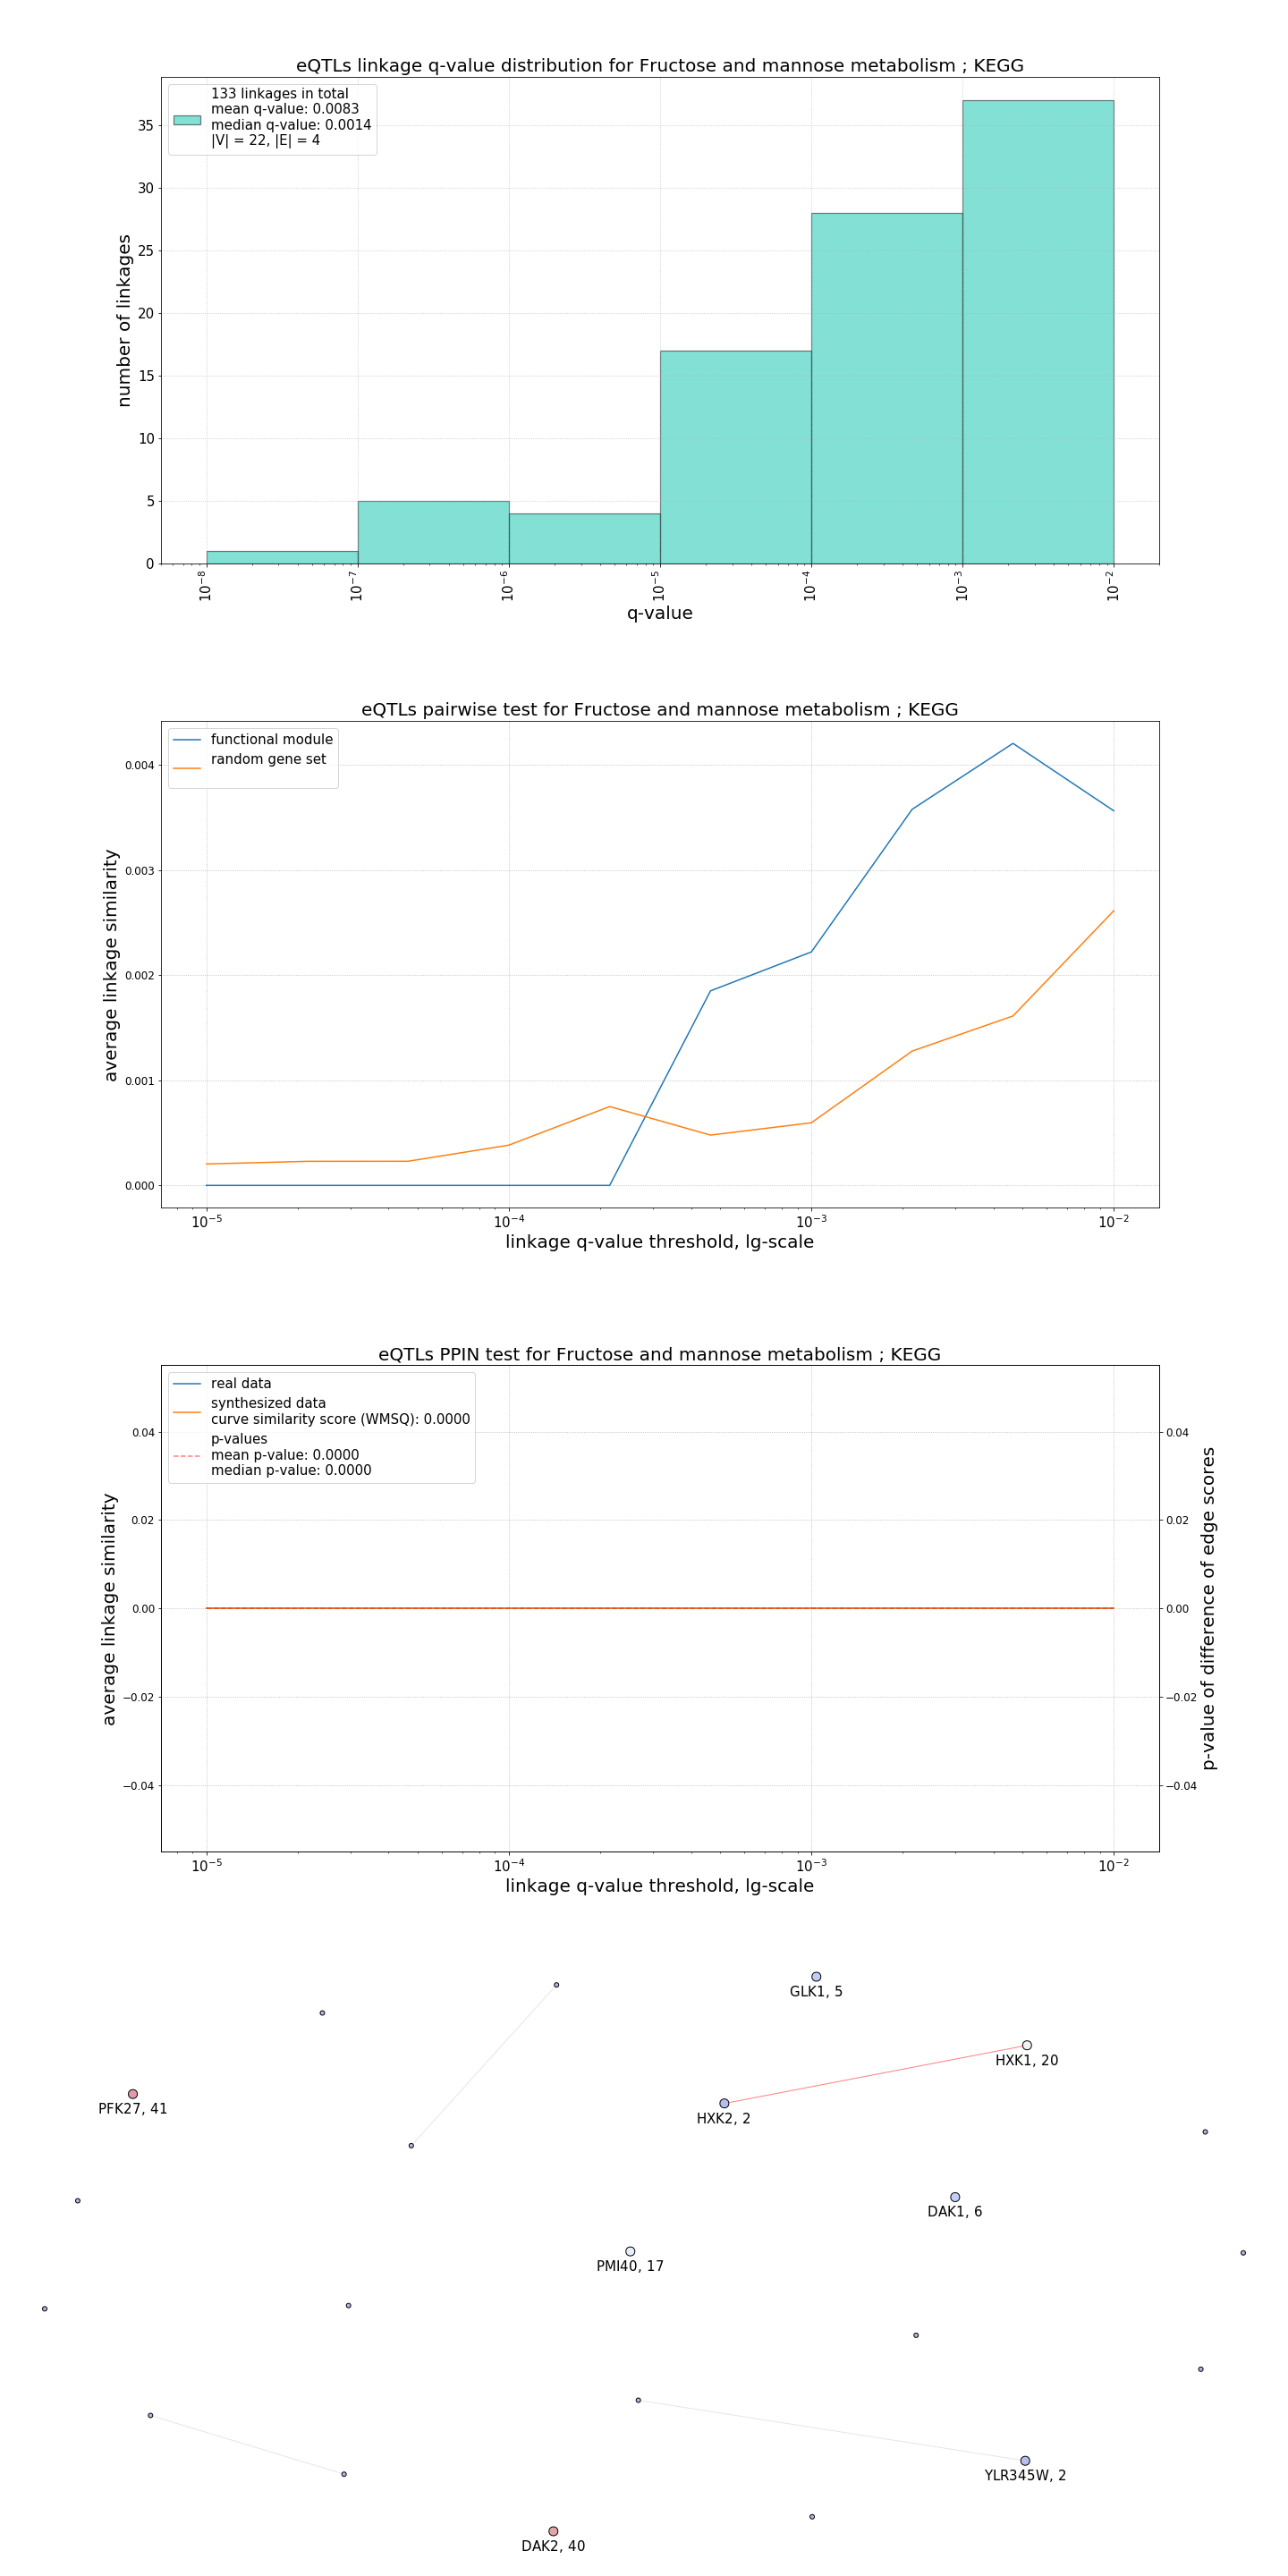 eQTLs linkage q-value distribution for Fructose and mannose metabolism ; KEGG
133 linkages in total
mean q-value: 0.0083
median q-value: 0.0014
|V| = 22, |E| = 4
number of linkages
35
30
25
20
15
10
5
0
10⁻⁸
10⁻⁷
10⁻⁶
10⁻⁵
10⁻⁴
10⁻³
10⁻²
q-value
eQTLs pairwise test for Fructose and mannose metabolism ; KEGG
functional module
random gene set
average linkage similarity
0.004
0.003
0.002
0.001
0.000
10⁻⁵
10⁻⁴
10⁻³
10⁻²
linkage q-value threshold, lg-scale
eQTLs PPIN test for Fructose and mannose metabolism ; KEGG
real data
synthesized data
curve similarity score (WMSQ): 0.0000
p-values
mean p-value: 0.0000
median p-value: 0.0000
average linkage similarity
0.04
0.02
0.00
−0.02
−0.04
0.04
0.02
0.00
−0.02
−0.04
p-value of difference of edge scores
10⁻⁵
10⁻⁴
10⁻³
10⁻²
linkage q-value threshold, lg-scale
GLK1, 5
HXK1, 20
PFK27, 41
HXK2, 2
DAK1, 6
PMI40, 17
YLR345W, 2
DAK2, 40